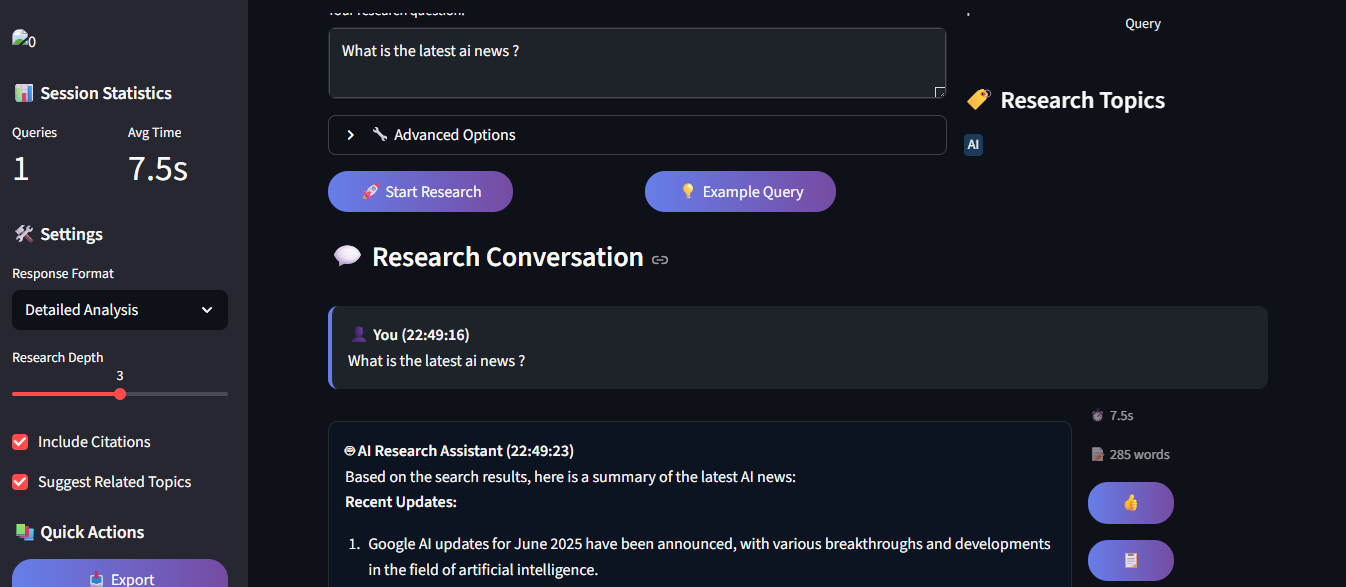 0
Session Statistics
Queries
Avg Time
1
7.5s
Settings
Response Format
Detailed Analysis
Research Depth
3
Include Citations
Suggest Related Topics
Quick Actions
Export
Your research question:
What is the latest ai news ?
Advanced Options
Start Research
Example Query
Query
Research Topics
AI
Research Conversation
You (22:49:16)
What is the latest ai news ?
AI Research Assistant (22:49:23)
Based on the search results, here is a summary of the latest AI news:
Recent Updates:
1. Google AI updates for June 2025 have been announced, with various breakthroughs and developments
in the field of artificial intelligence.
7.5s
285 words